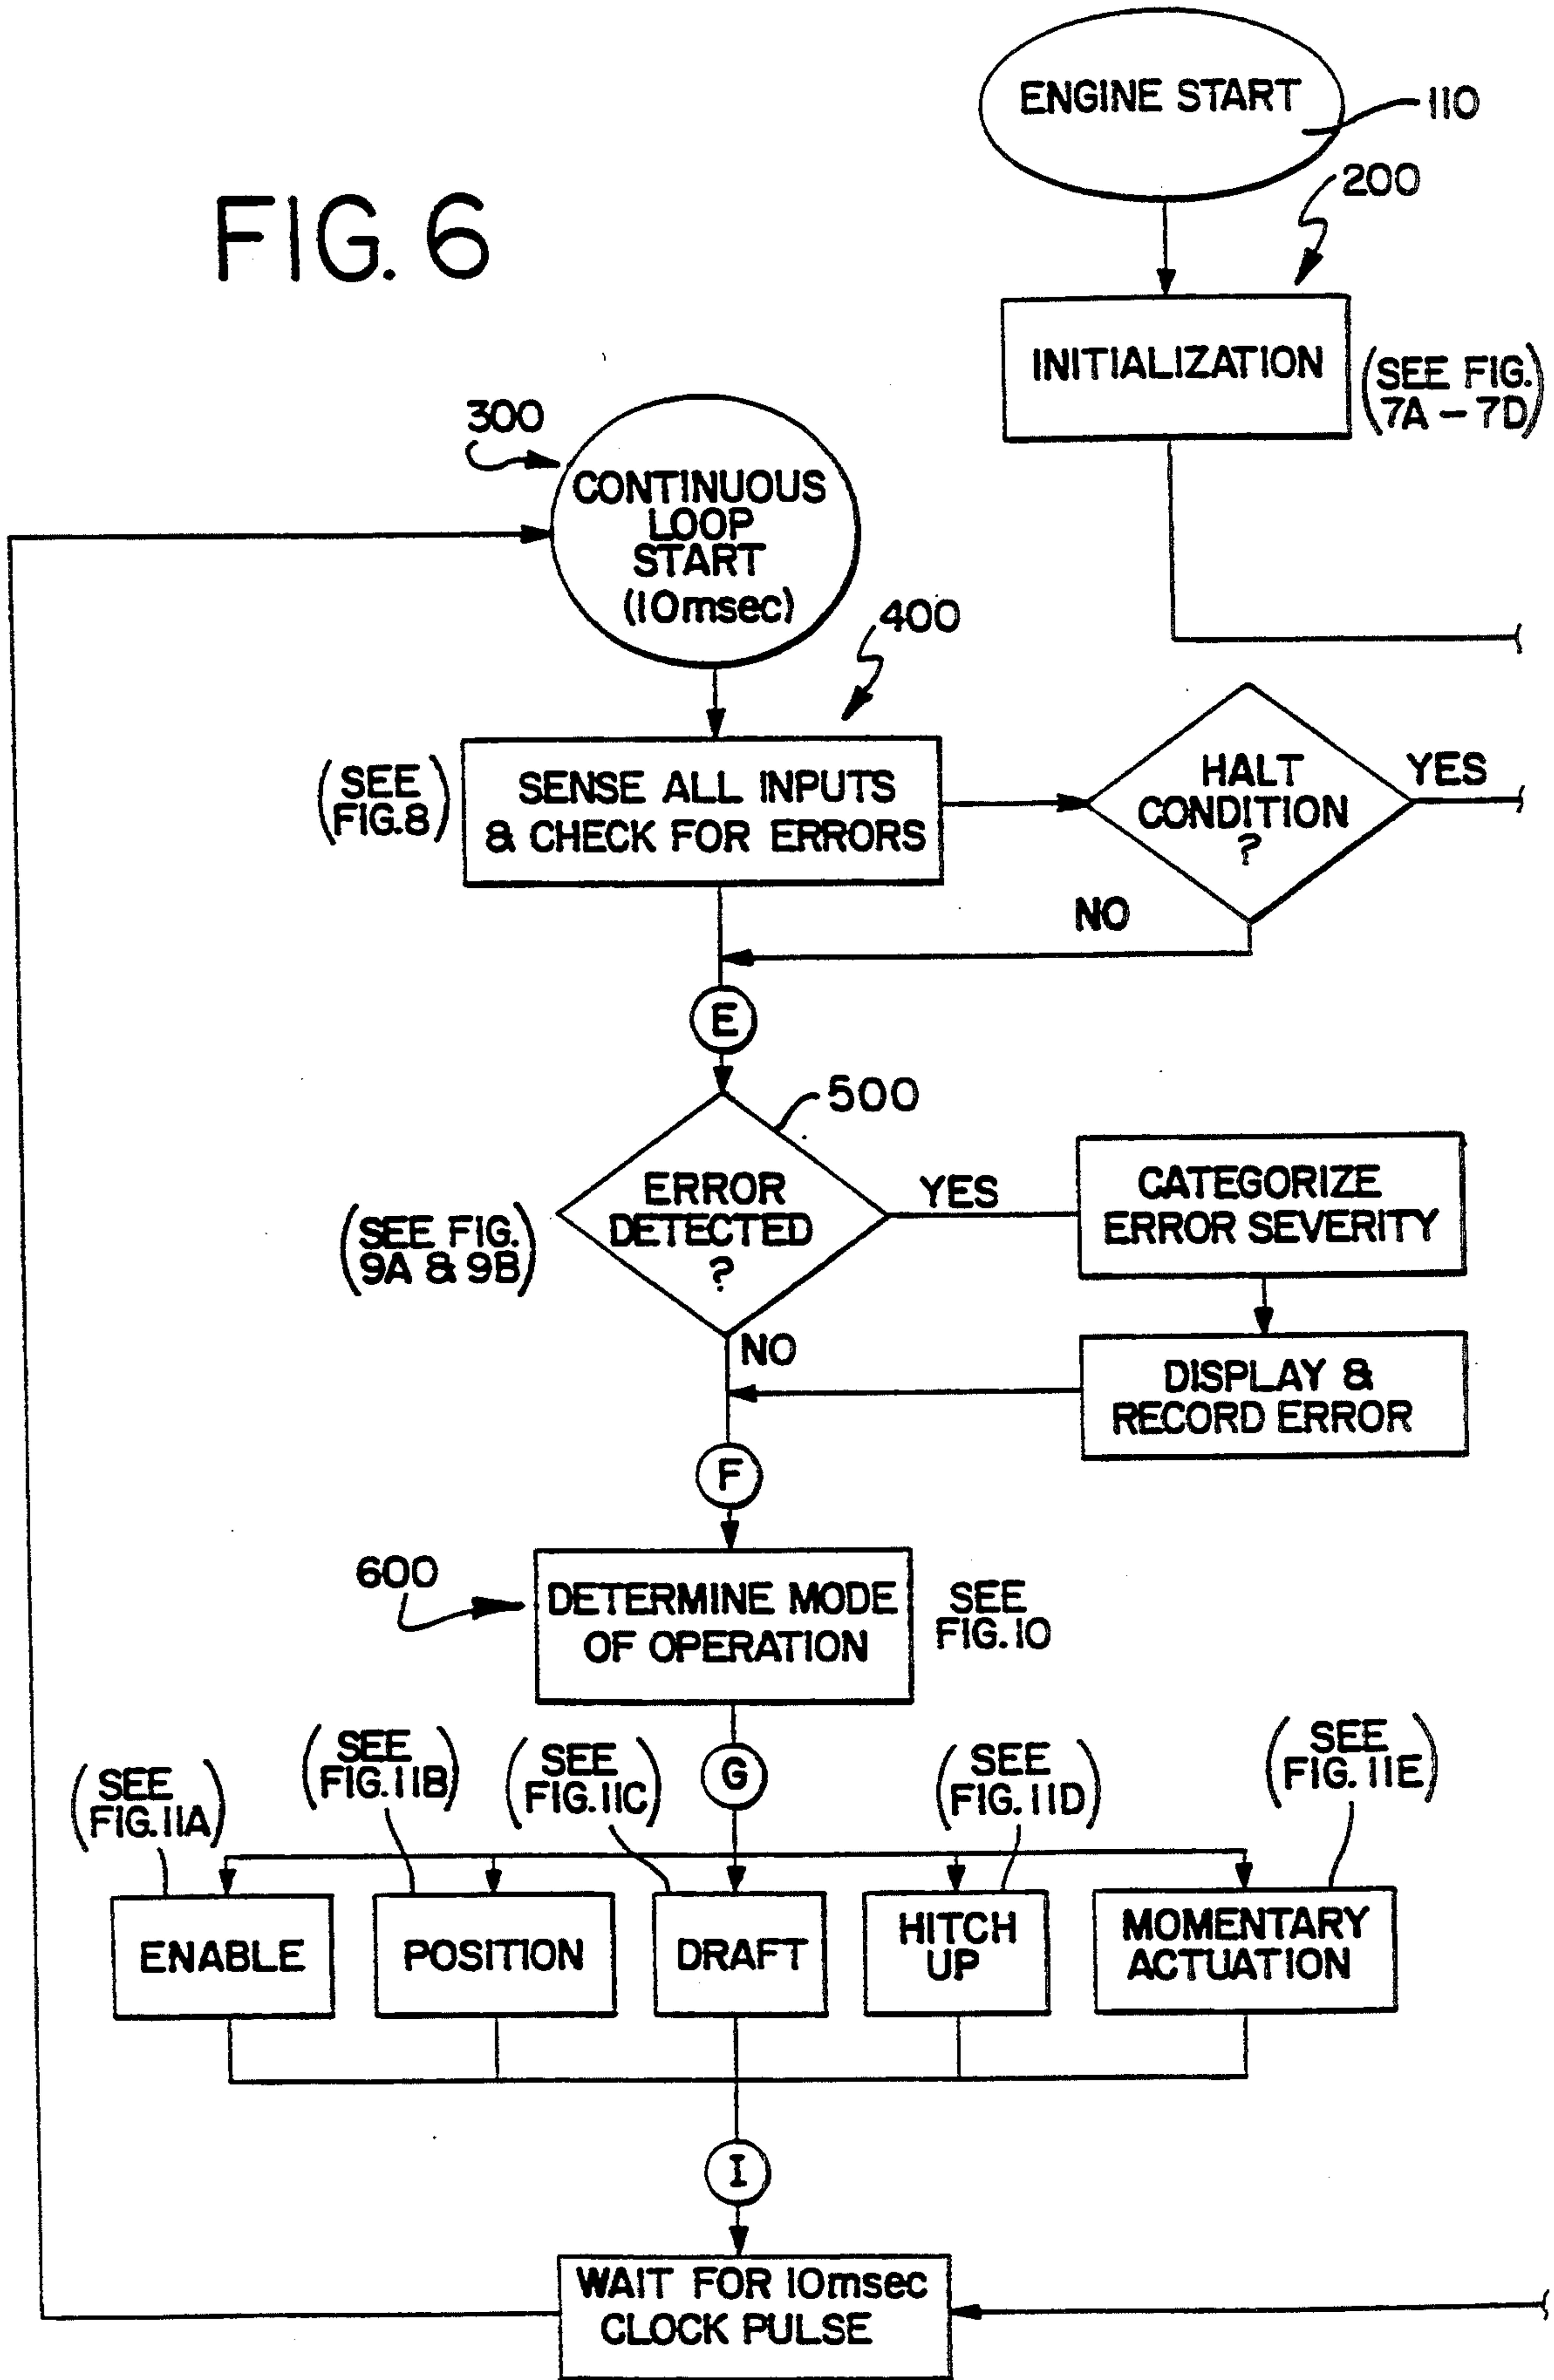 ENGINE START
110
200
FIG. 6
INITIALIZATION
(SEE FIG.
7A - 7D)
300
CONTINUOUS
LOOP
START
(10msec)
400
(SEE
FIG.8)
SENSE ALL INPUTS
& CHECK FOR ERRORS
HALT
CONDITION
?
YES
NO
E
500
(SEE FIG.
9A & 9B)
ERROR
DETECTED
?
YES
CATEGORIZE
ERROR SEVERITY
NO
DISPLAY &
RECORD ERROR
F
600
DETERMINE MODE
OF OPERATION
SEE
FIG.10
G
(SEE
FIG.11A)
(SEE
FIG.11B)
(SEE
FIG.11C)
(SEE
FIG.11D)
(SEE
FIG.11E)
ENABLE
POSITION
DRAFT
HITCH
UP
MOMENTARY
ACTUATION
I
WAIT FOR 10msec
CLOCK PULSE